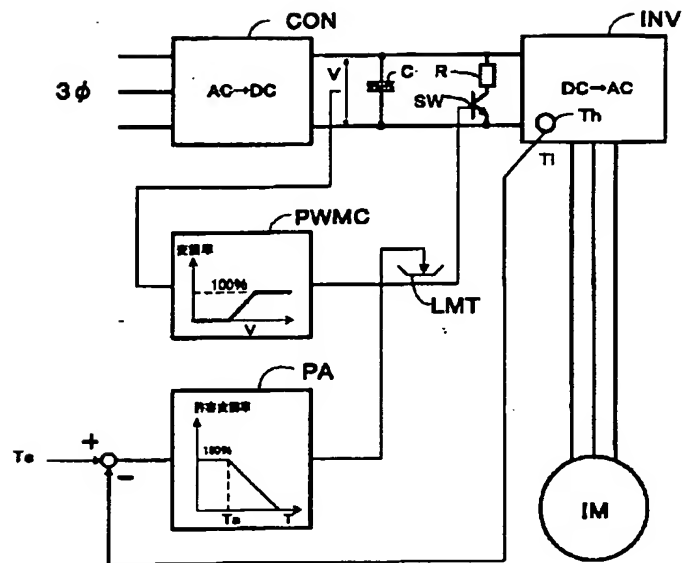 CON
INV
3φ
AC→DC
V
C
R
SW
DC→AC
Th
Ti
PWMC
変調率
100%
V
LMT
PA
許容変調率
100%
Ts
T
Ts
+
−
IM